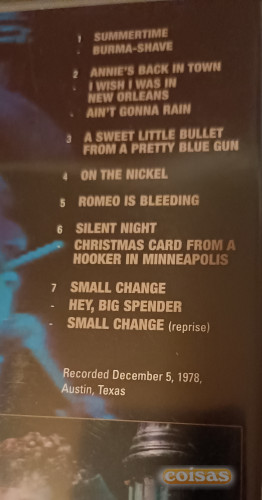 1 SUMMERTIME
- BURMA-SHAVE
2 ANNIE'S BACK IN TOWN
- I WISH I WAS IN
NEW ORLEANS
- AIN'T GONNA RAIN
3 A SWEET LITTLE BULLET
FROM A PRETTY BLUE GUN
4 ON THE NICKEL
5 ROMEO IS BLEEDING
6 SILENT NIGHT
- CHRISTMAS CARD FROM A
HOOKER IN MINNEAPOLIS
7 SMALL CHANGE
- HEY, BIG SPENDER
- SMALL CHANGE (reprise)
Recorded December 5, 1978,
Austin, Texas
coisas